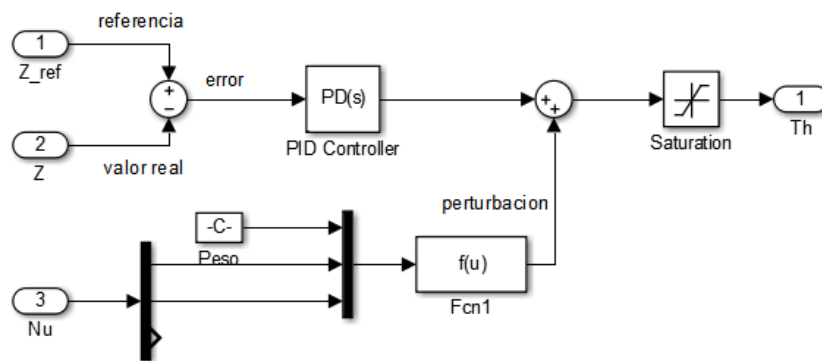 referencia
1
Z_ref
+
−
error
PD(s)
PID Controller
+
+
Saturation
1
Th
2
Z
valor real
perturbacion
-C-
Peso
f(u)
Fcn1
3
Nu